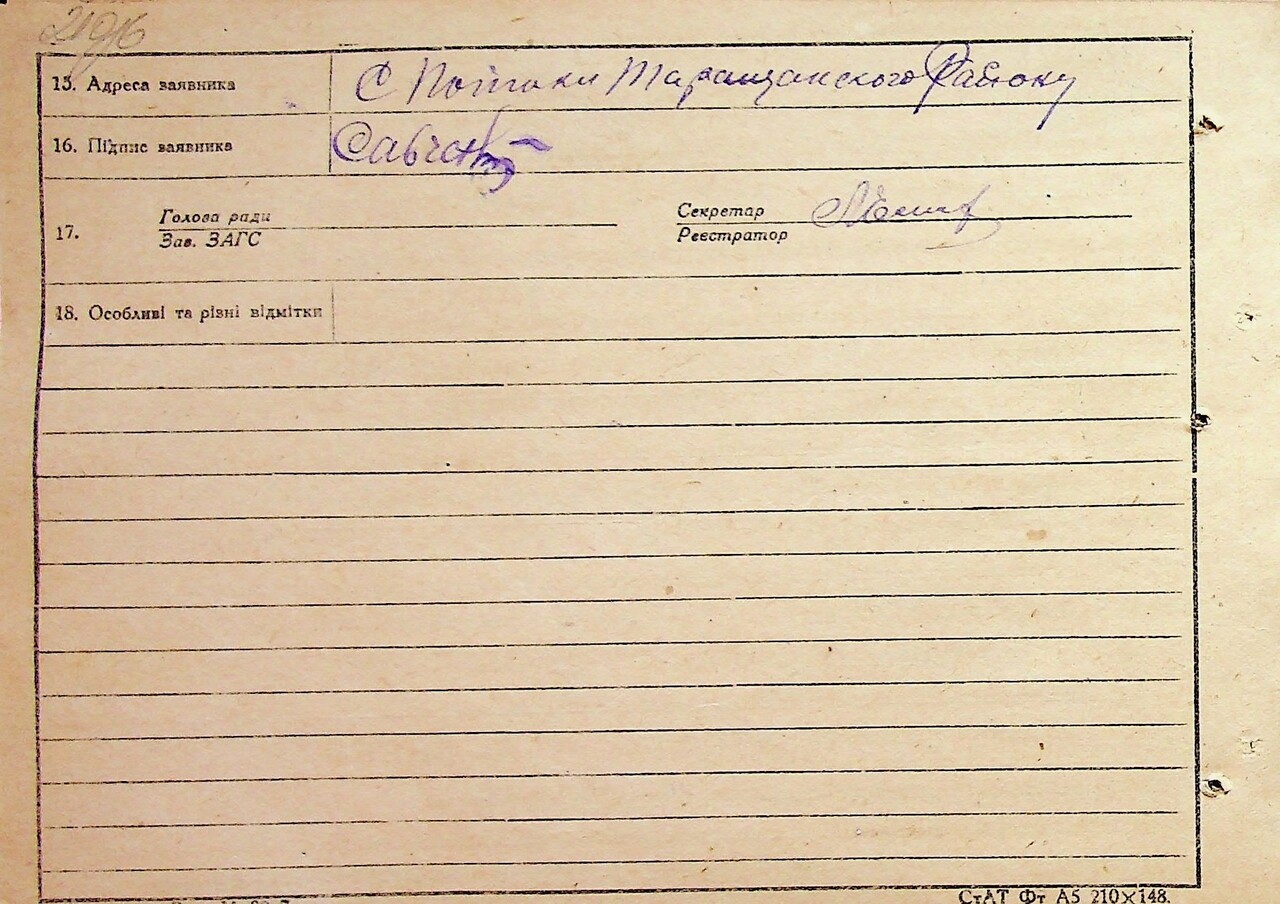 15. Адреса заявника С Потоки Таращанского Району
16. Підпис заявника Савчен
17. Голова ради
Зав. ЗАГС
Секретар
Реєстратор
18. Особливі та різні відмітки
СтАТ Фт А5 210×148.